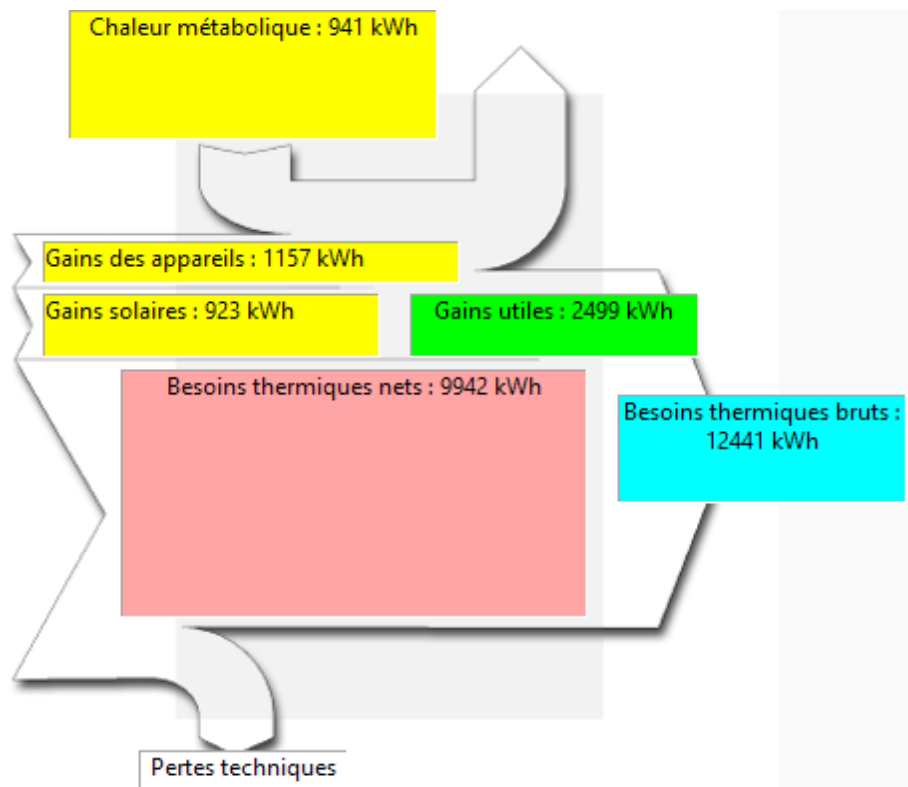 Chaleur métabolique : 941 kWh
Gains des appareils : 1157 kWh
Gains solaires : 923 kWh
Gains utiles : 2499 kWh
Besoins thermiques nets : 9942 kWh
Besoins thermiques bruts :
12441 kWh
Pertes techniques